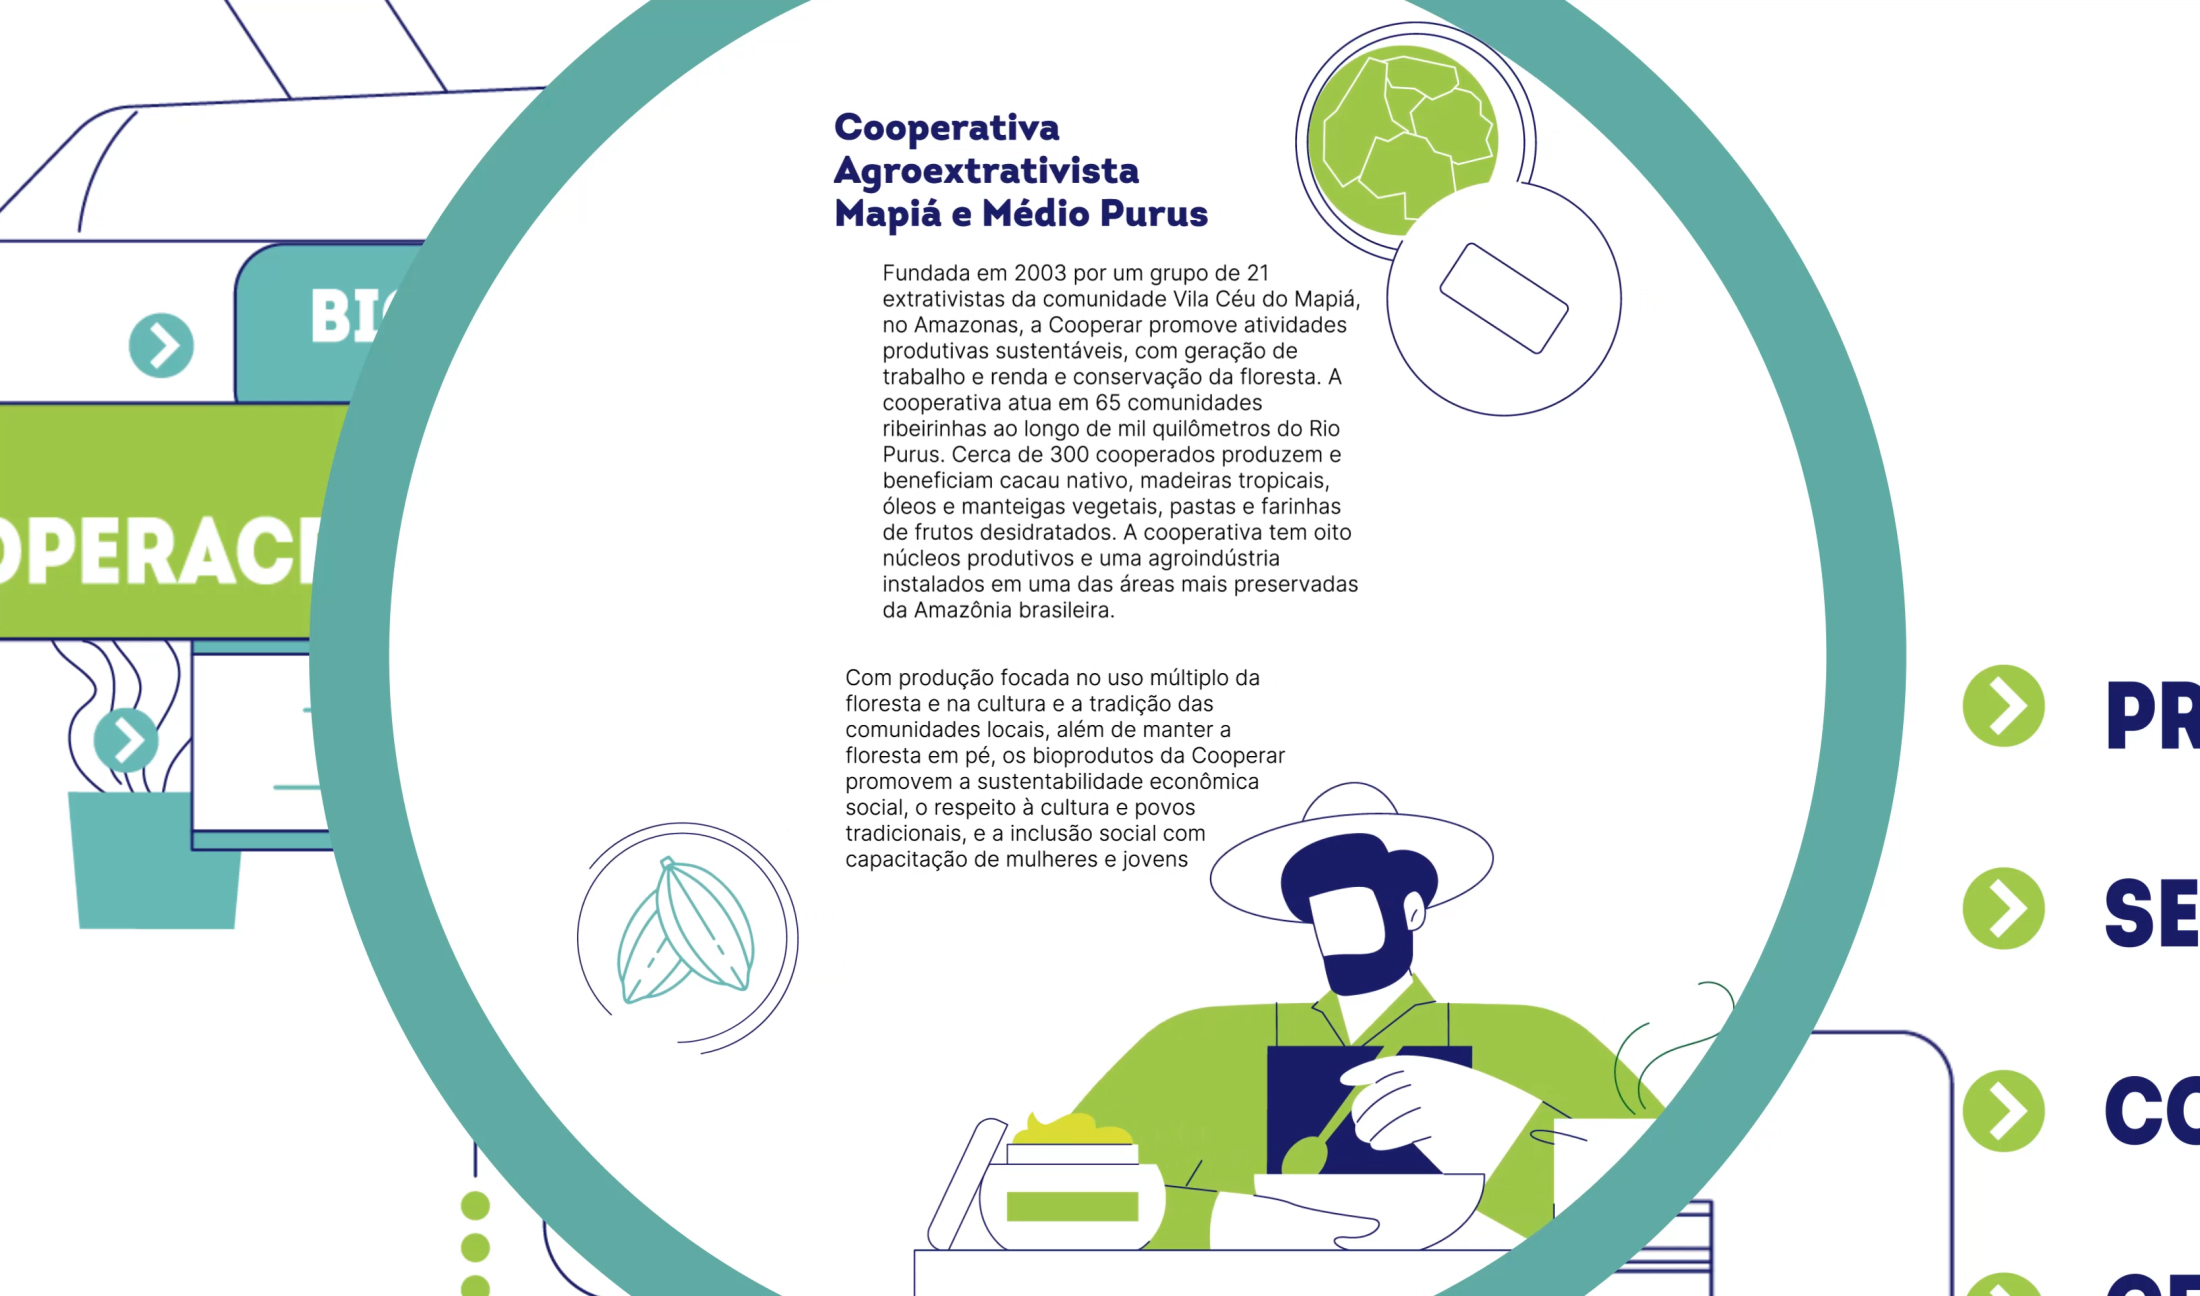 Cooperativa
Agroextrativista
Mapiá e Médio Purus
Fundada em 2003 por um grupo de 21
extrativistas da comunidade Vila Céu do Mapiá,
no Amazonas, a Cooperar promove atividades
produtivas sustentáveis, com geração de
trabalho e renda e conservação da floresta. A
cooperativa atua em 65 comunidades
ribeirinhas ao longo de mil quilômetros do Rio
Purus. Cerca de 300 cooperados produzem e
beneficiam cacau nativo, madeiras tropicais,
óleos e manteigas vegetais, pastas e farinhas
de frutos desidratados. A cooperativa tem oito
núcleos produtivos e uma agroindústria
instalados em uma das áreas mais preservadas
da Amazônia brasileira.
Com produção focada no uso múltiplo da
floresta e na cultura e a tradição das
comunidades locais, além de manter a
floresta em pé, os bioprodutos da Cooperar
promovem a sustentabilidade econômica
social, o respeito à cultura e povos
tradicionais, e a inclusão social com
capacitação de mulheres e jovens